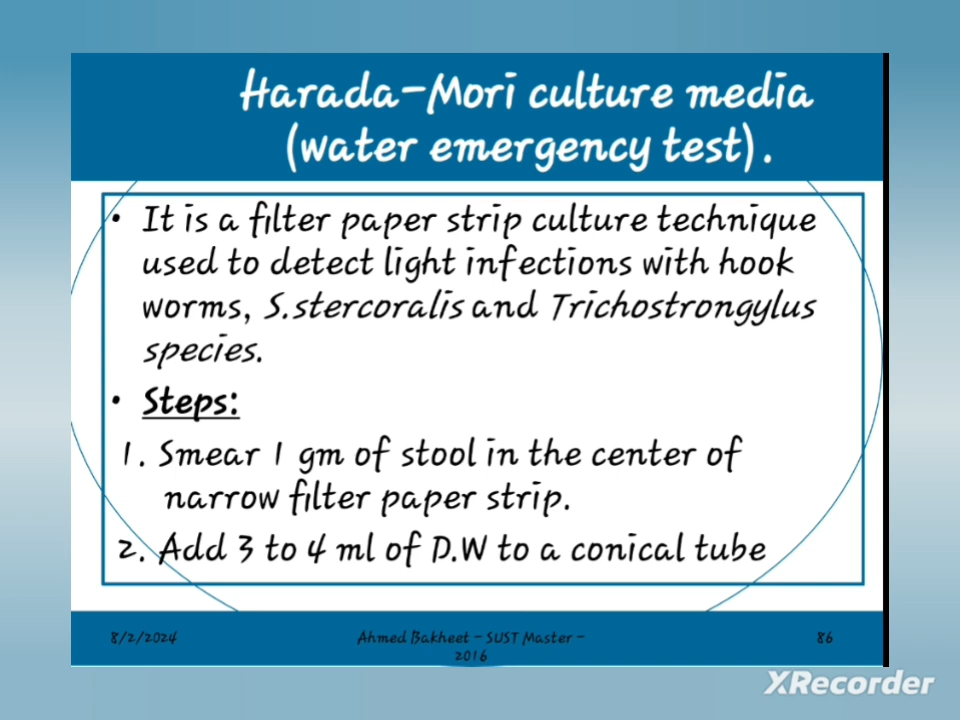 Harada-Mori culture media
(water emergency test).
• It is a filter paper strip culture technique
used to detect light infections with hook
worms, S.stercoralis and Trichostrongylus
species.
• Steps:
1. Smear 1 gm of stool in the center of
narrow filter paper strip.
2. Add 3 to 4 ml of D.W to a conical tube
8/2/2024
Ahmed Bakheet - SUST Master -
2016
86
XRecorder